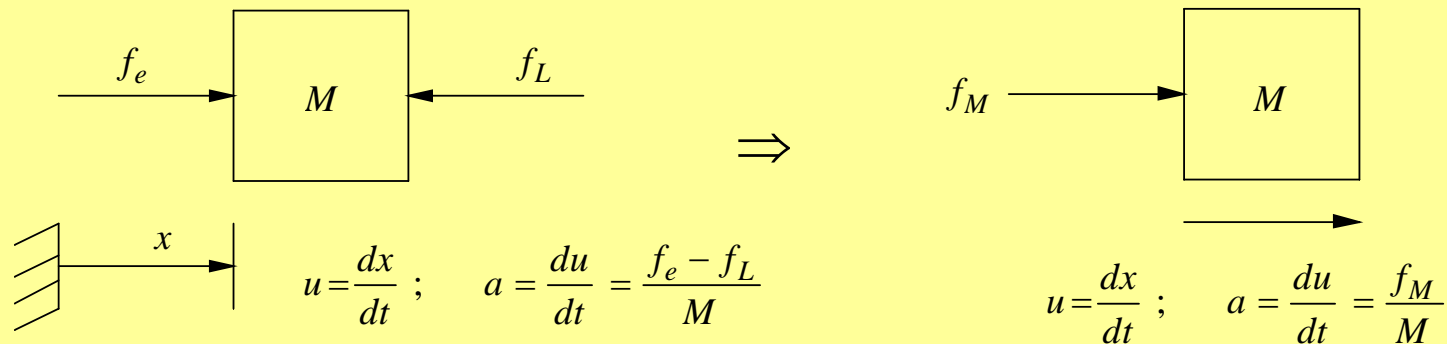 f_e M f_L ⇒ f_M M
x
u = dx/dt ; a = du/dt = (f_e − f_L)/M
u = dx/dt ; a = du/dt = f_M/M